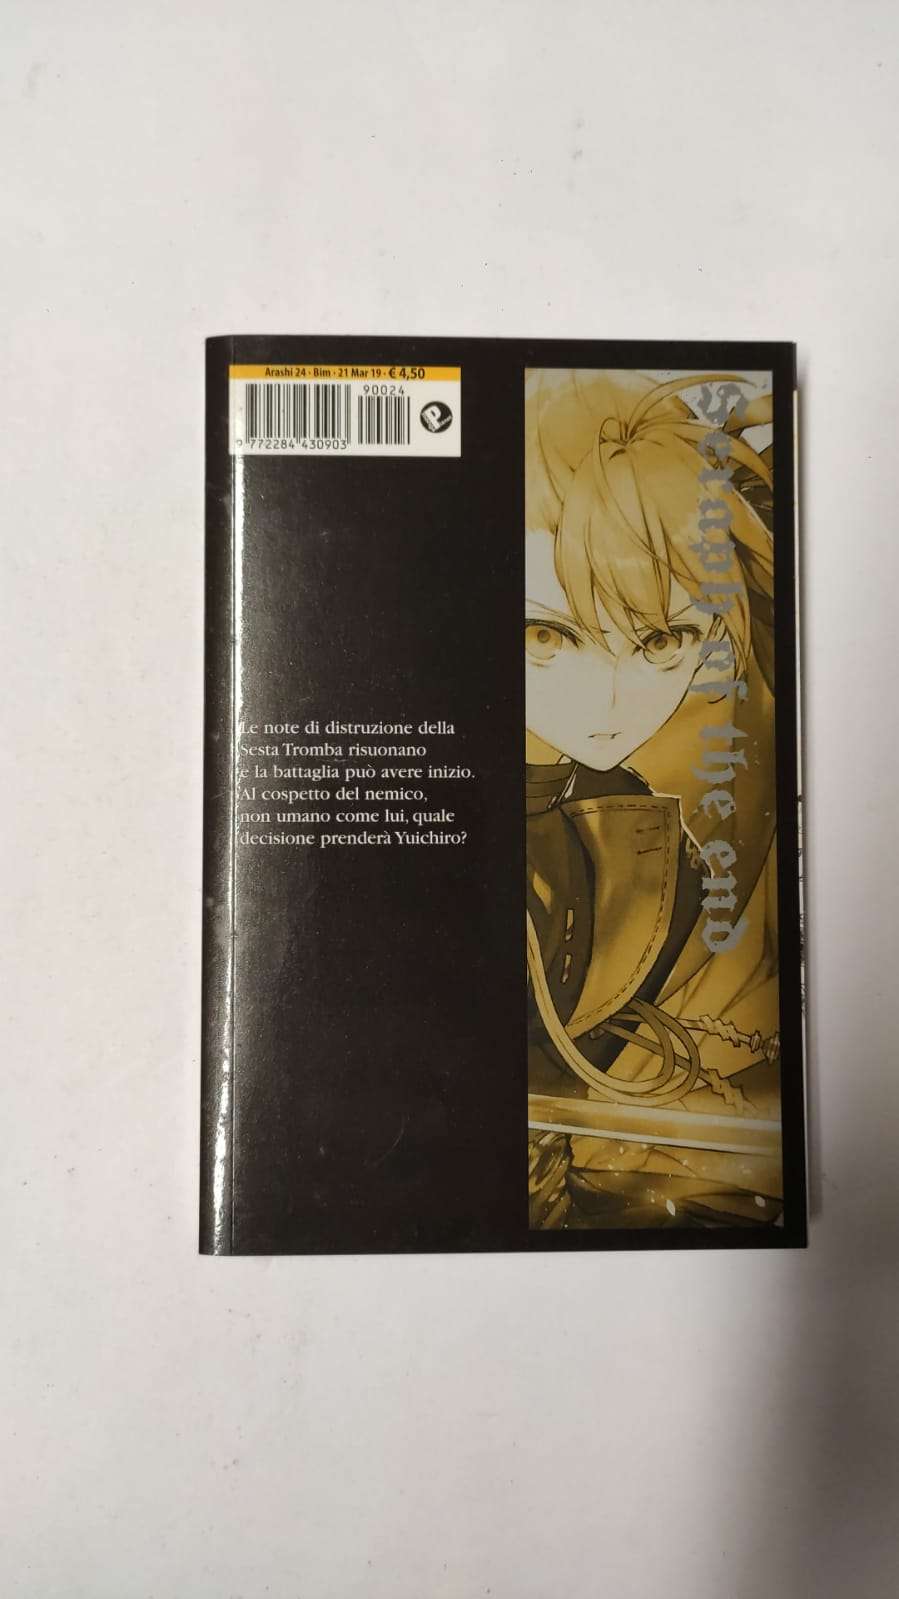 Arashi 24 - Bim - 21 Mar 19 - € 4,50
90024
9 772284 430903
Seraph of the end
Le note di distruzione della
Sesta Tromba risuonano
e la battaglia può avere inizio.
Al cospetto del nemico,
non umano come lui, quale
decisione prenderà Yuichiro?